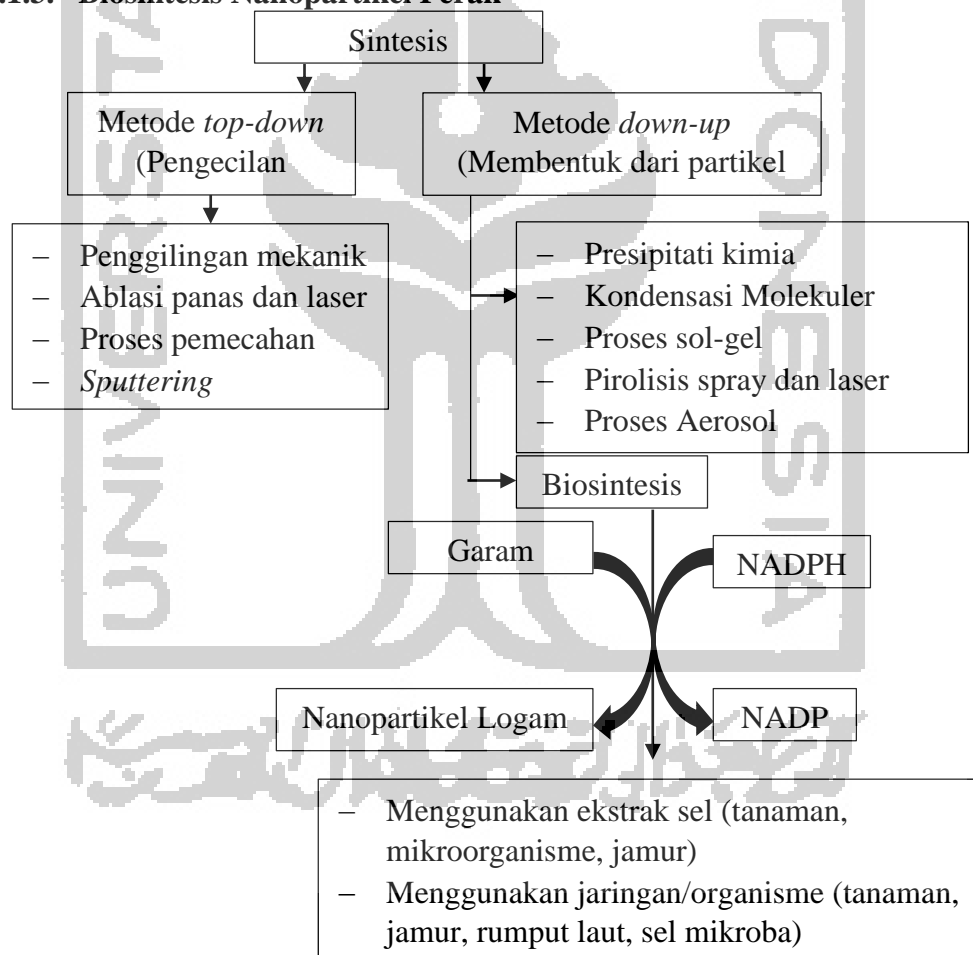 Biosintesis Nanopartikel Perak
Sintesis
Metode top-down
(Pengecilan
Metode down-up
(Membentuk dari partikel
– Penggilingan mekanik
– Ablasi panas dan laser
– Proses pemecahan
– Sputtering
– Presipitati kimia
– Kondensasi Molekuler
– Proses sol-gel
– Pirolisis spray dan laser
– Proses Aerosol
Biosintesis
Garam
NADPH
Nanopartikel Logam
NADP
– Menggunakan ekstrak sel (tanaman,
mikroorganisme, jamur)
– Menggunakan jaringan/organisme (tanaman,
jamur, rumput laut, sel mikroba)
UNIVERSITA
DONESIA